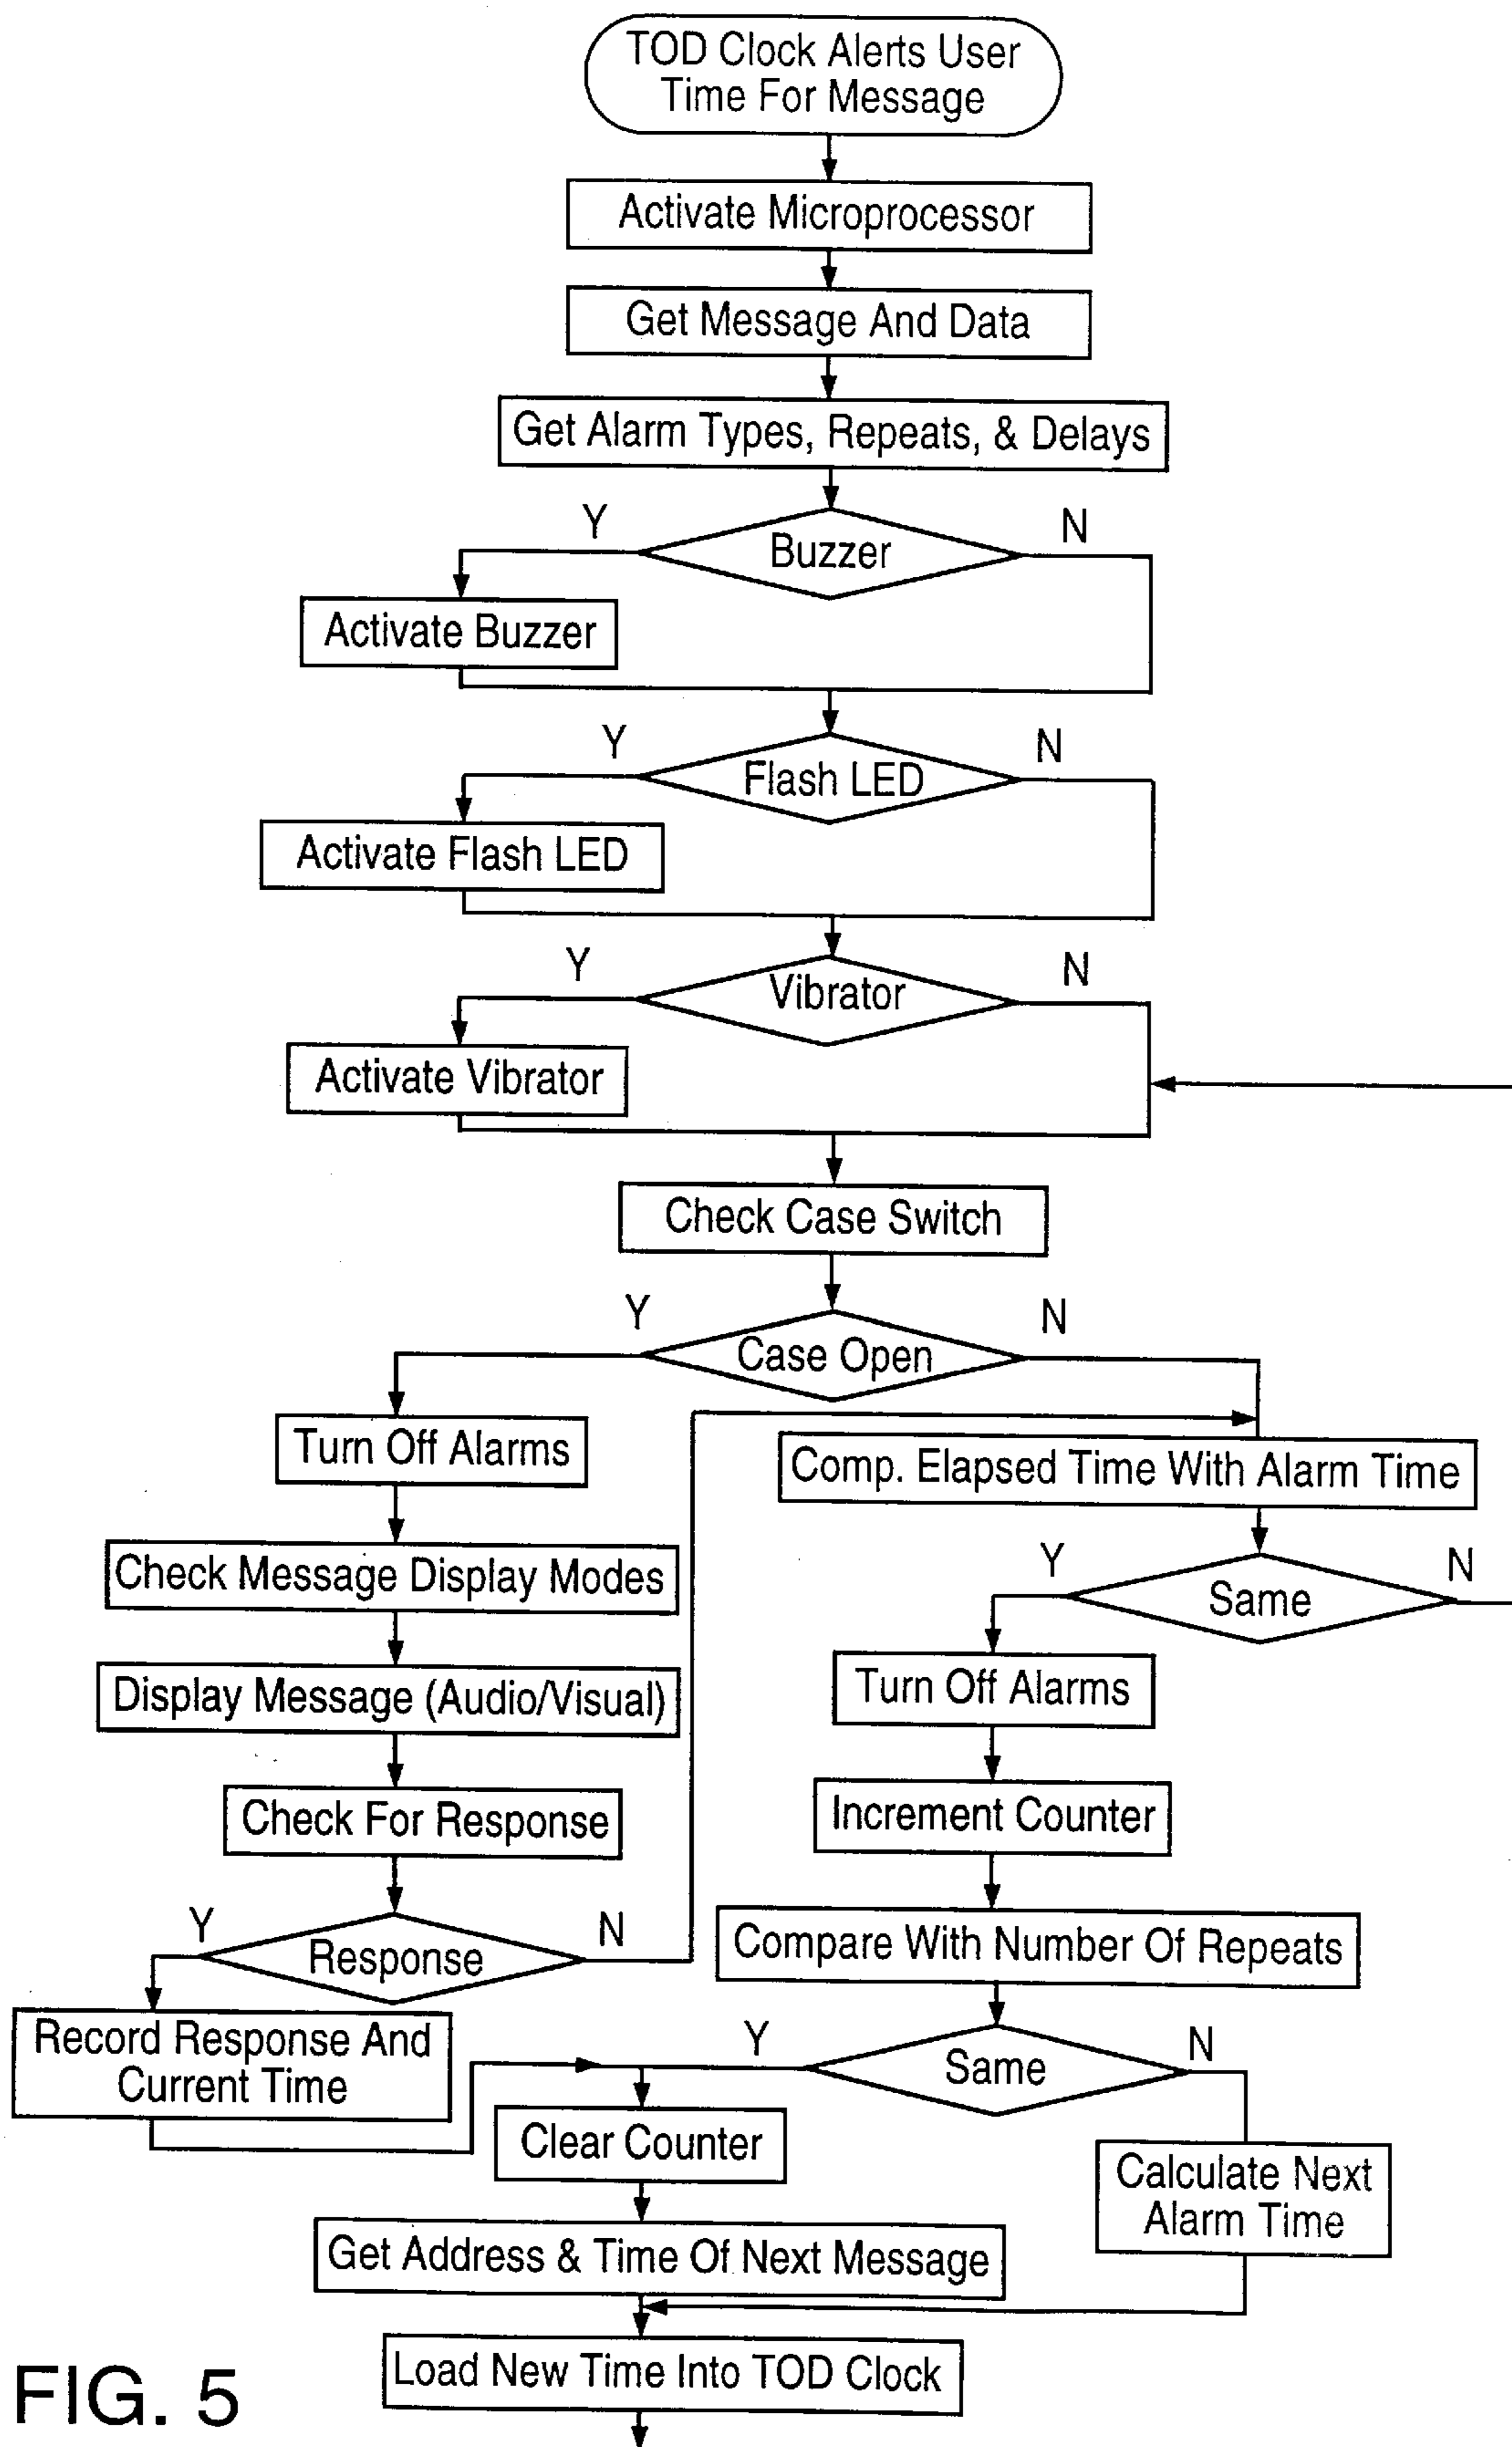 TOD Clock Alerts User
Time For Message
Activate Microprocessor
Get Message And Data
Get Alarm Types, Repeats, & Delays
Y
N
Buzzer
Activate Buzzer
Y
N
Flash LED
Activate Flash LED
Y
N
Vibrator
Activate Vibrator
Check Case Switch
Y
N
Case Open
Turn Off Alarms
Comp. Elapsed Time With Alarm Time
Check Message Display Modes
Y
N
Same
Display Message (Audio/Visual)
Turn Off Alarms
Check For Response
Increment Counter
Y
N
Response
Compare With Number Of Repeats
Record Response And
Current Time
Y
N
Same
Clear Counter
Calculate Next
Alarm Time
Get Address & Time Of Next Message
Load New Time Into TOD Clock
FIG. 5